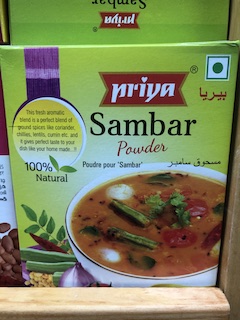 Sambar
priya
priya
®
بيريا
This fresh aromatic
blend is a perfect blend of
ground spices like coriander,
chillies, lentils, cumin etc. and
it gives perfect taste to your
dish like your home made..!!
Sambar
Powder
100%
Natural
Poudre pour 'Sambar'
مسحوق سامبر